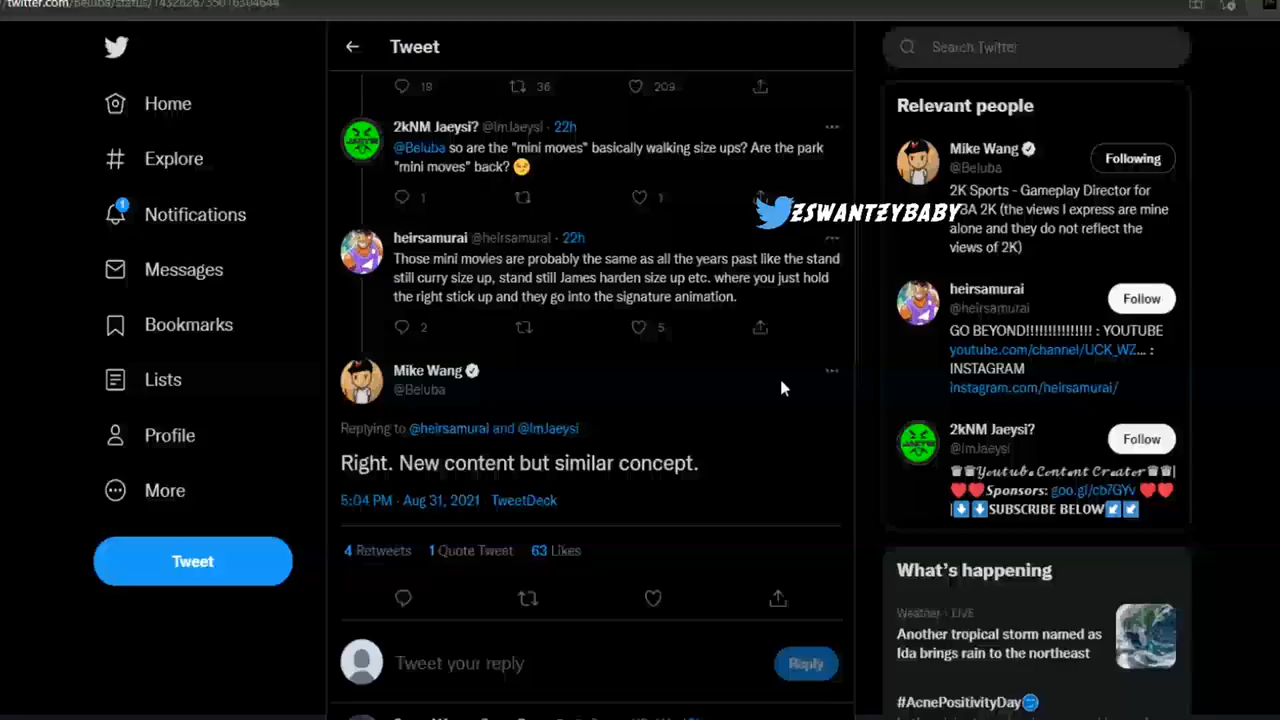 twitter.com/Beluba/status/1432826735016304644
Tweet
Search Twitter
Home
Explore
1
Notifications
Messages
Bookmarks
Lists
Profile
More
Tweet
18 36 209
2kNM Jaeysi? @ImJaeysi · 22h
@Beluba so are the "mini moves" basically walking size ups? Are the park
"mini moves" back?
1 1
heirsamurai @heirsamurai · 22h
Those mini movies are probably the same as all the years past like the stand
still curry size up, stand still James harden size up etc. where you just hold
the right stick up and they go into the signature animation.
2 5
Mike Wang
@Beluba
Replying to @heirsamurai and @ImJaeysi
Right. New content but similar concept.
5:04 PM · Aug 31, 2021 · TweetDeck
4 Retweets 1 Quote Tweet 63 Likes
Tweet your reply
Reply
ZSWANTZYBABY
Relevant people
Mike Wang
@Beluba
Following
2K Sports - Gameplay Director for
NBA 2K (the views I express are mine
alone and they do not reflect the
views of 2K)
heirsamurai
@heirsamurai
Follow
GO BEYOND!!!!!!!!!!!!!! : YOUTUBE
youtube.com/channel/UCK_WZ... :
INSTAGRAM
instagram.com/heirsamurai/
2kNM Jaeysi?
@ImJaeysi
Follow
♛♛𝓨𝓸𝓾𝓽𝓾𝓫𝓮 𝓒𝓸𝓷𝓽𝓮𝓷𝓽 𝓒𝓻𝓮𝓪𝓽𝓸𝓻♛♛|
𝑺𝒑𝒐𝒏𝒔𝒐𝒓𝒔: goo.gl/cb7GYv
|SUBSCRIBE BELOW
What's happening
Weather · LIVE
Another tropical storm named as
Ida brings rain to the northeast
#AcnePositivityDay